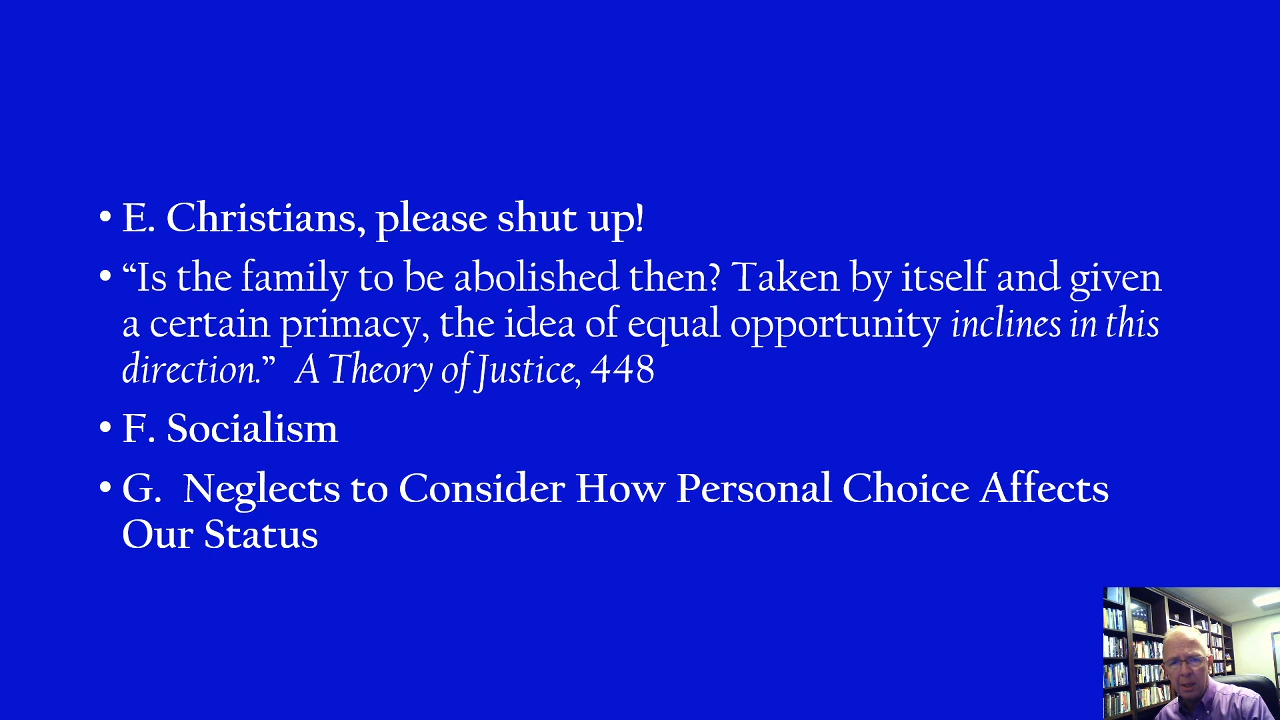 • E. Christians, please shut up!
• “Is the family to be abolished then? Taken by itself and given
a certain primacy, the idea of equal opportunity inclines in this
direction.” A Theory of Justice, 448
• F. Socialism
• G. Neglects to Consider How Personal Choice Affects
Our Status